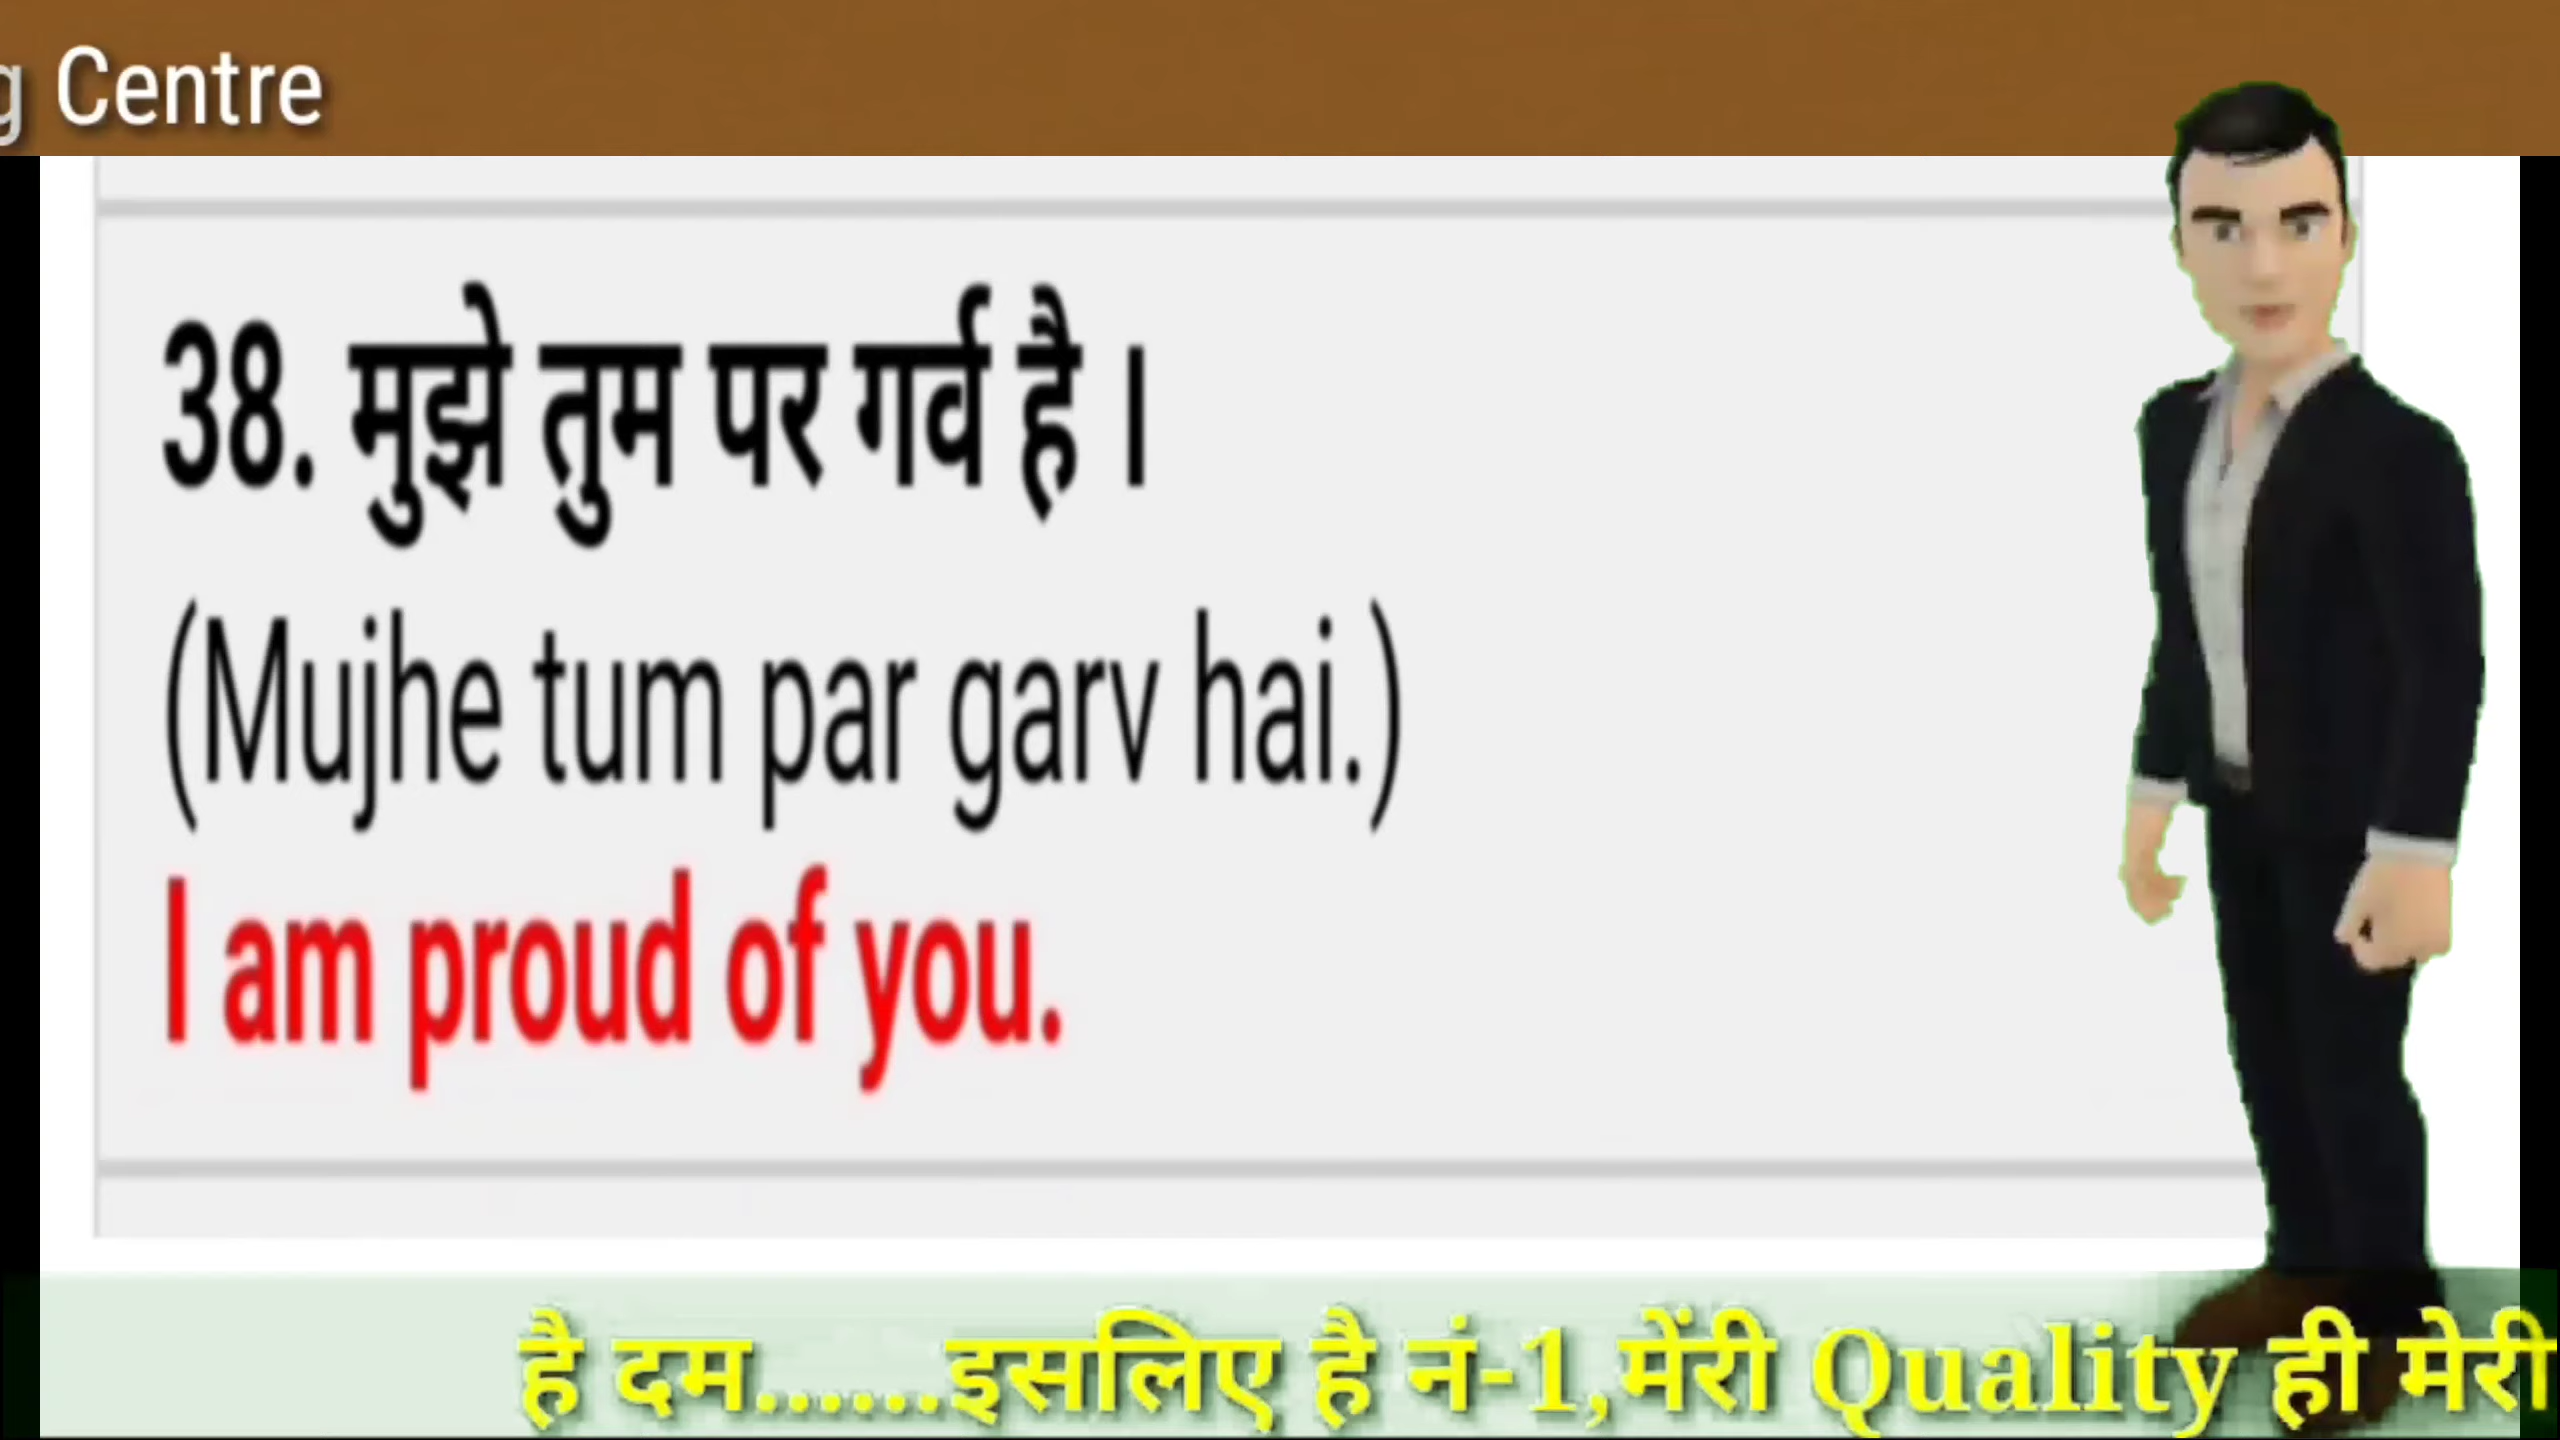 Centre
38. मुझे तुम पर गर्व है ।
(Mujhe tum par garv hai.)
I am proud of you.
है दम......इसलिए है नं-1,मेंरी Quality ही मेरी